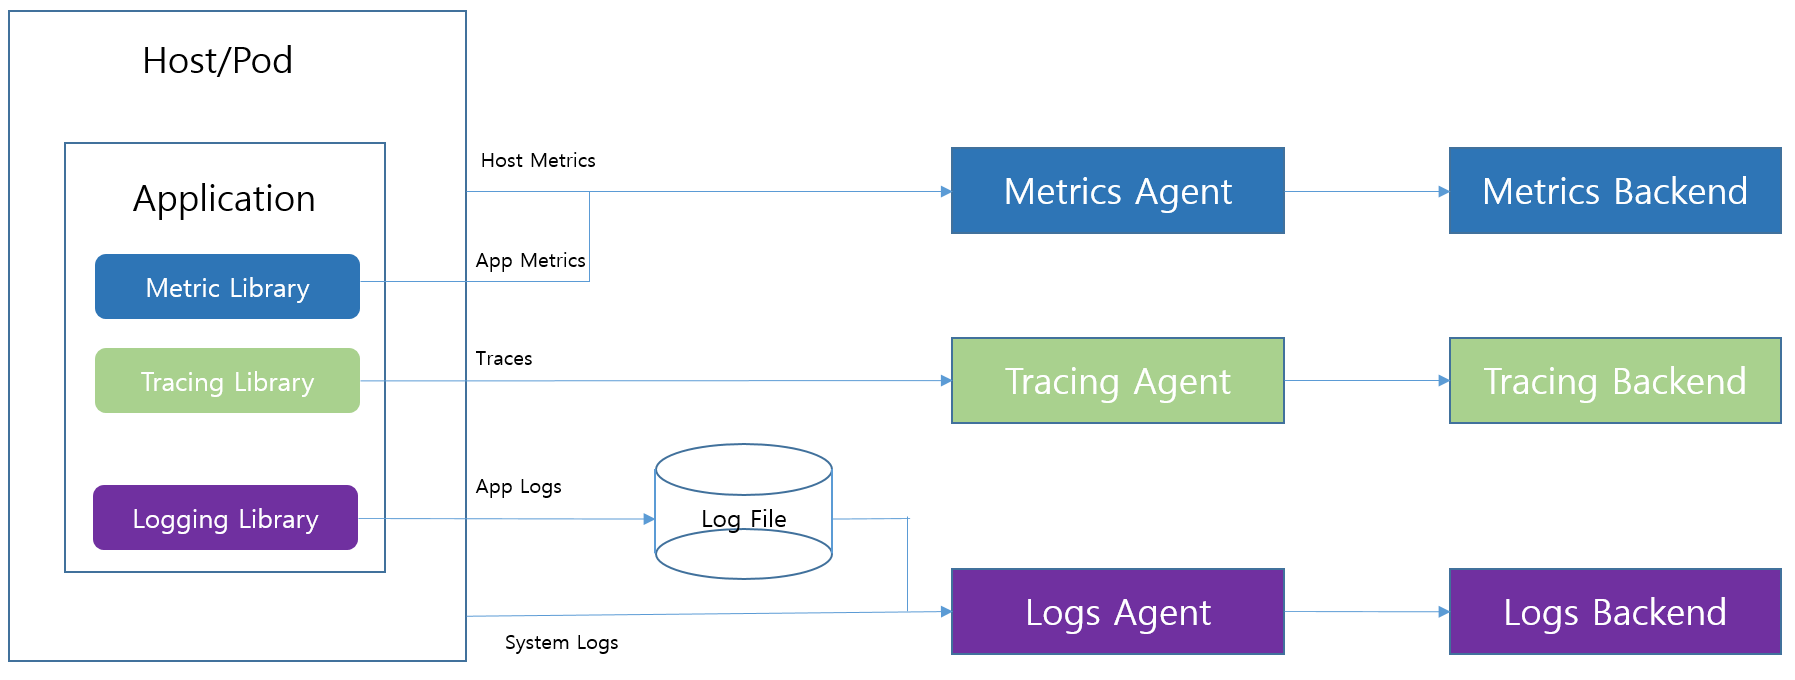 Host/Pod
Application
Metric Library
Tracing Library
Logging Library
Host Metrics
App Metrics
Traces
App Logs
System Logs
Log File
Metrics Agent
Metrics Backend
Tracing Agent
Tracing Backend
Logs Agent
Logs Backend